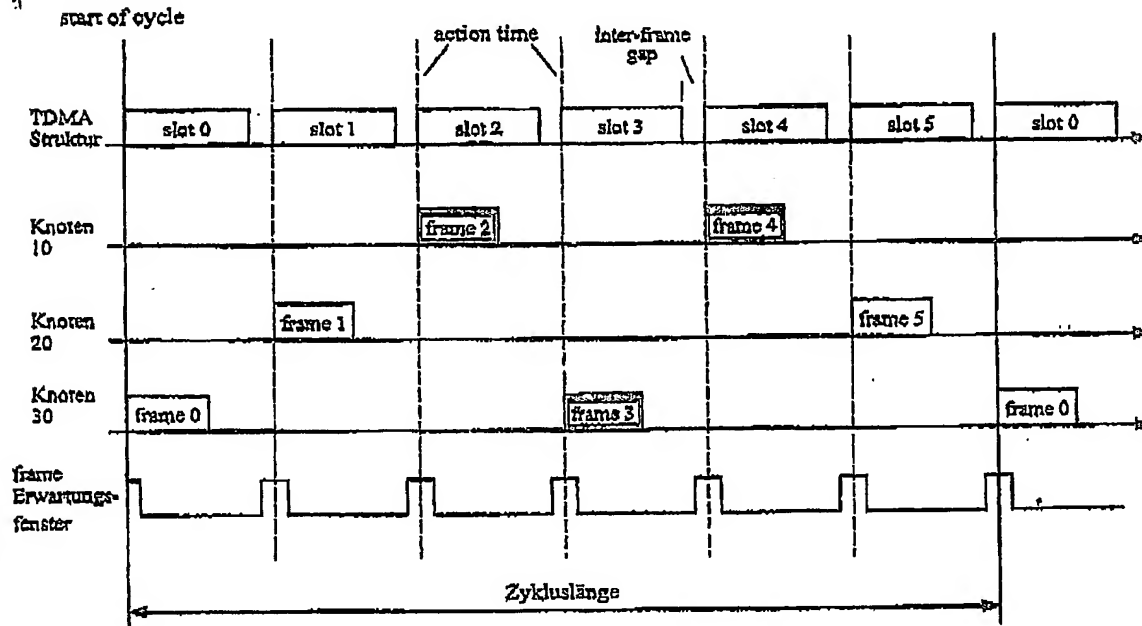 start of cycle
action time
inter-frame
gap
TDMA
Struktur
slot 0
slot 1
slot 2
slot 3
slot 4
slot 5
slot 0
Knoten
10
frame 2
frame 4
Knoten
20
frame 1
frame 5
Knoten
30
frame 0
frame 3
frame 0
frame
Erwartungs-
fenster
Zykluslänge